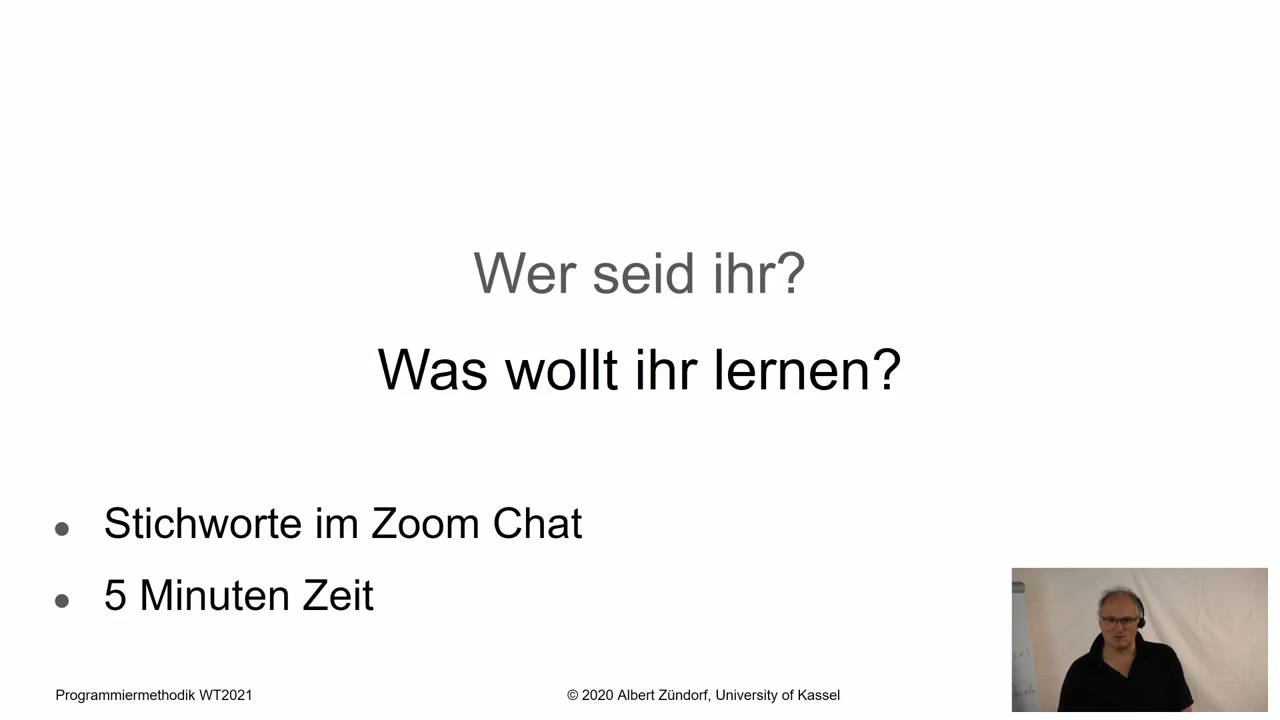 Wer seid ihr?
Was wollt ihr lernen?
● Stichworte im Zoom Chat
● 5 Minuten Zeit
Programmiermethodik WT2021
© 2020 Albert Zündorf, University of Kassel